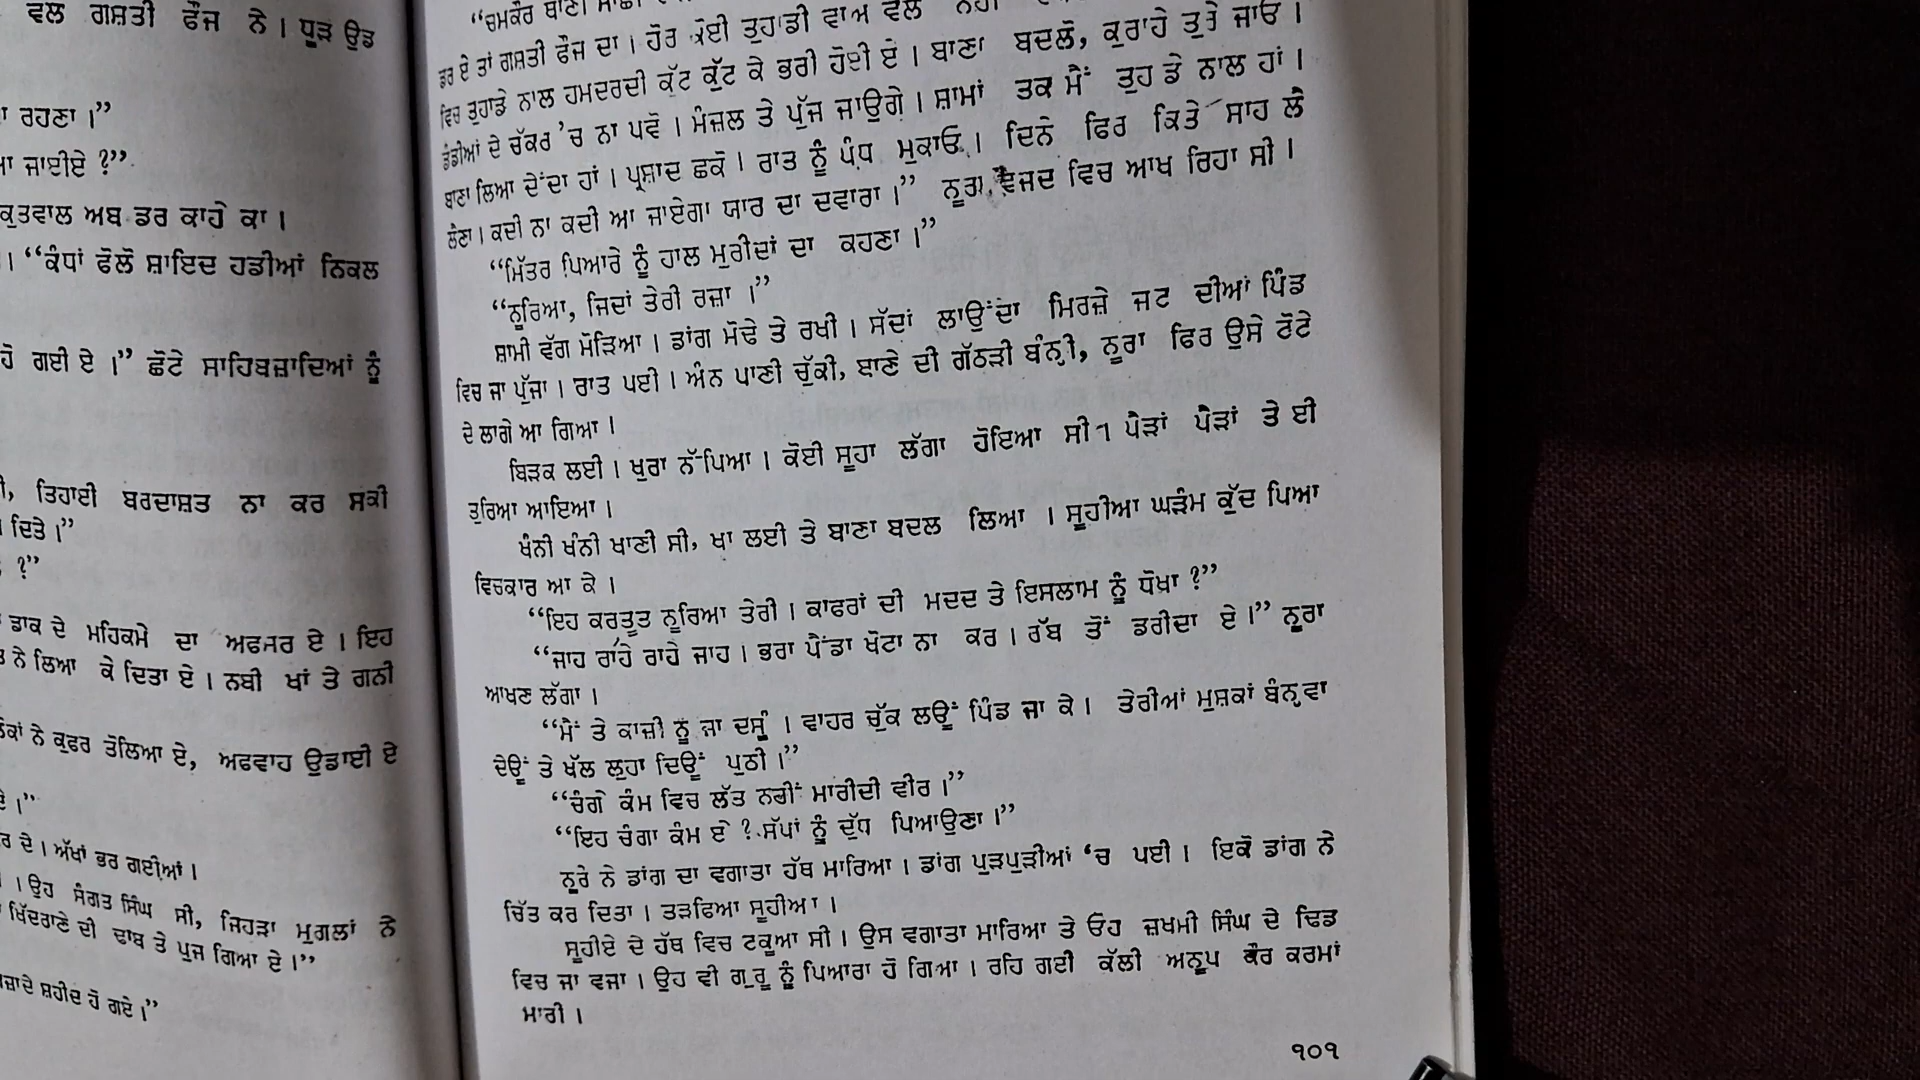 ਵਲ ਗਸ਼ਤੀ ਫੌਜ ਨੇ । ਧੂੜ ਉਡ
ਰਹਣਾ ।”
ਜਾਈਏ ?”
ਕੁਤਵਾਲ ਅਬ ਡਰ ਕਾਹੇ ਕਾ ।
। “ਕੰਧਾਂ ਫੋਲੋ ਸ਼ਾਇਦ ਹਡੀਆਂ ਨਿਕਲ
ਹੋ ਗਈ ਏ ।” ਛੋਟੇ ਸਾਹਿਬਜ਼ਾਦਿਆਂ ਨੂੰ
ਤਿਹਾਈ ਬਰਦਾਸ਼ਤ ਨਾ ਕਰ ਸਕੀ
ਦਿਤੇ ।”
?”
ਡਾਕ ਦੇ ਮਹਿਕਮੇ ਦਾ ਅਫਸਰ ਏ । ਇਹ
ਨੇ ਲਿਆ ਕੇ ਦਿਤਾ ਏ । ਨਬੀ ਖਾਂ ਤੇ ਗਨੀ
ਨੇ ਕੁਫਰ ਤੋਲਿਆ ਏ, ਅਫਵਾਹ ਉਡਾਈ ਏ
ਏ ।”
ਦੇ । ਅੱਖਾਂ ਭਰ ਗਈਆਂ ।
। ਉਹ ਸੰਗਤ ਸਿੰਘ ਸੀ, ਜਿਹੜਾ ਮੁਗਲਾਂ ਨੇ
ਖਿੱਦਰਾਣੇ ਦੀ ਢਾਬ ਤੇ ਪੁਜ ਗਿਆ ਏ ।”
ਸ਼ਹੀਦ ਹੋ ਗਏ ।”
“ਚਮਕੌਰ ਬਾਣੀ
ਡਰ ਏ ਤਾਂ ਗਸ਼ਤੀ ਫੌਜ ਦਾ । ਹੋਰ ਕੋਈ ਤੁਹਾਡੀ ਵਾਅ ਵਲ
ਵਿਚ ਤੁਹਾਡੇ ਨਾਲ ਹਮਦਰਦੀ ਕੁੱਟ ਕੁੱਟ ਕੇ ਭਰੀ ਹੋਈ ਏ । ਬਾਣਾ ਬਦਲੋ, ਕੁਰਾਹੇ ਤੁਰੇ ਜਾਓ ।
ਡੰਡੀਆਂ ਦੇ ਚੱਕਰ ’ਚ ਨਾ ਪਵੋ । ਮੰਜ਼ਲ ਤੇ ਪੁੱਜ ਜਾਉਗੇ । ਸ਼ਾਮਾਂ ਤਕ ਮੈਂ ਤੁਹਾਡੇ ਨਾਲ ਹਾਂ ।
ਬਾਣਾ ਲਿਆ ਦੇਂਦਾ ਹਾਂ । ਪ੍ਰਸ਼ਾਦ ਛਕੋ । ਰਾਤ ਨੂੰ ਪੰਧ ਮੁਕਾਓ । ਦਿਨੇ ਫਿਰ ਕਿਤੇ ਸਾਹ ਲੈ
ਲੈਣਾ । ਕਦੀ ਨਾ ਕਦੀ ਆ ਜਾਏਗਾ ਯਾਰ ਦਾ ਦਵਾਰਾ ।” ਨੂਰਾ ਵਜਦ ਵਿਚ ਆਖ ਰਿਹਾ ਸੀ ।
“ਮਿੱਤਰ ਪਿਆਰੇ ਨੂੰ ਹਾਲ ਮੁਰੀਦਾਂ ਦਾ ਕਹਣਾ ।”
“ਨੂਰਿਆ, ਜਿਦਾਂ ਤੇਰੀ ਰਜ਼ਾ ।”
ਸ਼ਾਮੀ ਵੱਗ ਮੋੜਿਆ । ਡਾਂਗ ਮੋਢੇ ਤੇ ਰਖੀ । ਸੱਦਾਂ ਲਾਉਂਦਾ ਮਿਰਜ਼ੇ ਜਟ ਦੀਆਂ ਪਿੰਡ
ਵਿਚ ਜਾ ਪੁੱਜਾ । ਰਾਤ ਪਈ । ਅੰਨ ਪਾਣੀ ਚੁੱਕੀ, ਬਾਣੇ ਦੀ ਗੱਠੜੀ ਬੰਨ੍ਹੀ, ਨੂਰਾ ਫਿਰ ਉਸੇ ਟੋਟੇ
ਦੇ ਲਾਗੇ ਆ ਗਿਆ ।
ਬਿੜਕ ਲਈ । ਖੁਰਾ ਨੱਪਿਆ । ਕੋਈ ਸੂਹਾ ਲੱਗਾ ਹੋਇਆ ਸੀ । ਪੈੜਾਂ ਪੈੜਾਂ ਤੇ ਈ
ਤੁਰਿਆ ਆਇਆ ।
ਖੰਨੀ ਖੰਨੀ ਖਾਣੀ ਸੀ, ਖਾ ਲਈ ਤੇ ਬਾਣਾ ਬਦਲ ਲਿਆ । ਸੂਹੀਆ ਘੜੰਮ ਕੁੱਦ ਪਿਆ
ਵਿਚਕਾਰ ਆ ਕੇ ।
“ਇਹ ਕਰਤੂਤ ਨੂਰਿਆ ਤੇਰੀ । ਕਾਫਰਾਂ ਦੀ ਮਦਦ ਤੇ ਇਸਲਾਮ ਨੂੰ ਧੋਖਾ ?”
“ਜਾਹ ਰਾਹੇ ਰਾਹੇ ਜਾਹ । ਭਰਾ ਪੈਂਡਾ ਖੋਟਾ ਨਾ ਕਰ । ਰੱਬ ਤੋਂ ਡਰੀਦਾ ਏ ।” ਨੂਰਾ
ਆਖਣ ਲੱਗਾ ।
“ਮੈਂ ਤੇ ਕਾਜ਼ੀ ਨੂੰ ਜਾ ਦਸੂੰ । ਵਾਹਰ ਚੁੱਕ ਲਊਂ ਪਿੰਡ ਜਾ ਕੇ । ਤੇਰੀਆਂ ਮੁਸ਼ਕਾਂ ਬੰਨ੍ਹਵਾ
ਦੇਊਂ ਤੇ ਖੱਲ ਲੁਹਾ ਦਿਊਂ ਪੁਠੀ ।”
“ਚੰਗੇ ਕੰਮ ਵਿਚ ਲੱਤ ਨਹੀਂ ਮਾਰੀਦੀ ਵੀਰ ।”
“ਇਹ ਚੰਗਾ ਕੰਮ ਏ ? ਸੱਪਾਂ ਨੂੰ ਦੁੱਧ ਪਿਆਉਣਾ ।”
ਨੂਰੇ ਨੇ ਡਾਂਗ ਦਾ ਵਗਾਤਾ ਹੱਥ ਮਾਰਿਆ । ਡਾਂਗ ਪੁੜਪੁੜੀਆਂ ‘ਚ ਪਈ । ਇਕੋ ਡਾਂਗ ਨੇ
ਚਿੱਤ ਕਰ ਦਿਤਾ । ਤੜਫਿਆ ਸੂਹੀਆ ।
ਸੂਹੀਏ ਦੇ ਹੱਥ ਵਿਚ ਟਕੂਆ ਸੀ । ਉਸ ਵਗਾਤਾ ਮਾਰਿਆ ਤੇ ਓਹ ਜ਼ਖਮੀ ਸਿੰਘ ਦੇ ਢਿਡ
ਵਿਚ ਜਾ ਵਜਾ । ਉਹ ਵੀ ਗੁਰੂ ਨੂੰ ਪਿਆਰਾ ਹੋ ਗਿਆ । ਰਹਿ ਗਈ ਕੱਲੀ ਅਨੂਪ ਕੌਰ ਕਰਮਾਂ
ਮਾਰੀ ।
੧੦੧